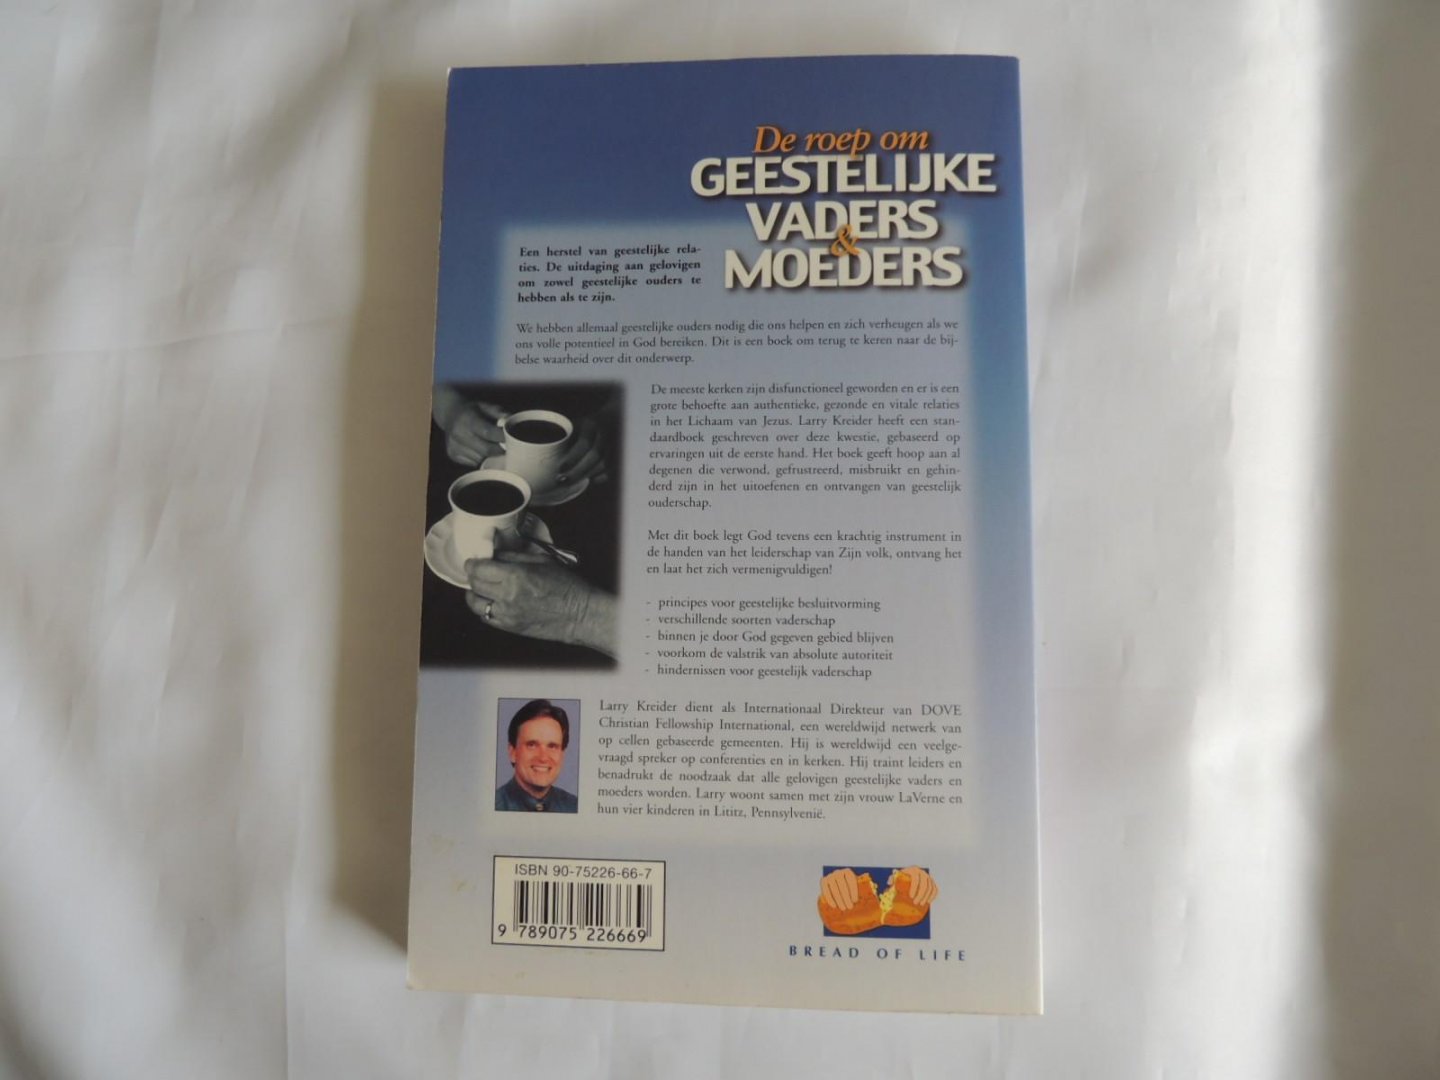 De roep om
GEESTELIJKE
VADERS
&
MOEDERS
Een herstel van geestelijke rela-
ties. De uitdaging aan gelovigen
om zowel geestelijke ouders te
hebben als te zijn.
We hebben allemaal geestelijke ouders nodig die ons helpen en zich verheugen als we
ons volle potentieel in God bereiken. Dit is een boek om terug te keren naar de bij-
belse waarheid over dit onderwerp.
De meeste kerken zijn disfunctioneel geworden en er is een
grote behoefte aan authentieke, gezonde en vitale relaties
in het Lichaam van Jezus. Larry Kreider heeft een stan-
daardboek geschreven over deze kwestie, gebaseerd op
ervaringen uit de eerste hand. Het boek geeft hoop aan al
degenen die verwond, gefrustreerd, misbruikt en gehin-
derd zijn in het uitoefenen en ontvangen van geestelijk
ouderschap.
Met dit boek legt God tevens een krachtig instrument in
de handen van het leiderschap van Zijn volk, ontvang het
en laat het zich vermenigvuldigen!
- principes voor geestelijke besluitvorming
- verschillende soorten vaderschap
- binnen je door God gegeven gebied blijven
- voorkom de valstrik van absolute autoriteit
- hindernissen voor geestelijk vaderschap
Larry Kreider dient als Internationaal Direkteur van DOVE
Christian Fellowship International, een wereldwijd netwerk van
op cellen gebaseerde gemeenten. Hij is wereldwijd een veelge-
vraagd spreker op conferenties en in kerken. Hij traint leiders en
benadrukt de noodzaak dat alle gelovigen geestelijke vaders en
moeders worden. Larry woont samen met zijn vrouw LaVerne en
hun vier kinderen in Lititz, Pennsylvenië.
ISBN 90-75226-66-7
9 789075 226669
BREAD OF LIFE